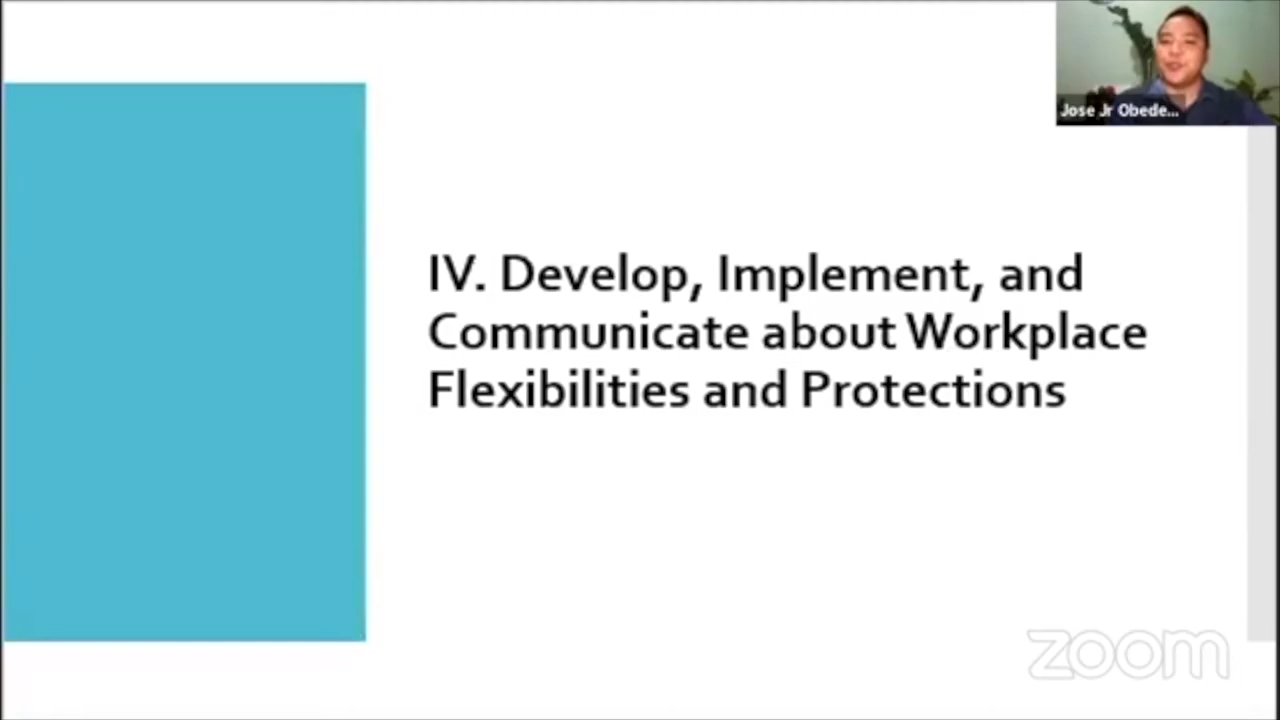 Jose Jr Obede...
IV. Develop, Implement, and
Communicate about Workplace
Flexibilities and Protections
zoom